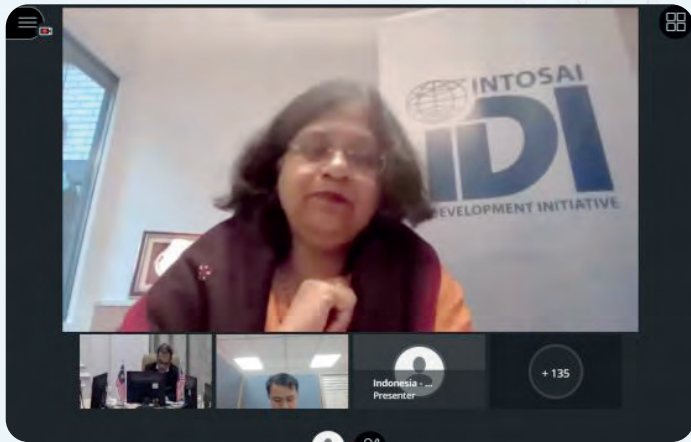 INTOSAI
IDI
DEVELOPMENT INITIATIVE
Indonesia - ...
Presenter
+ 135